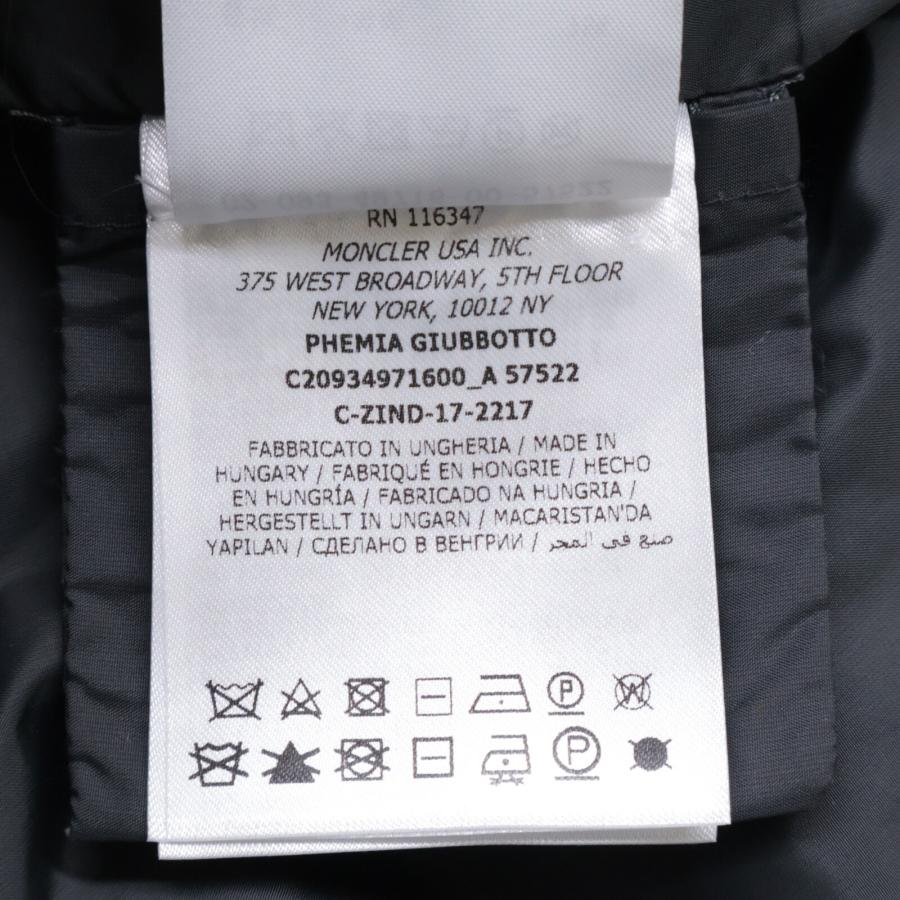 RN 116347
MONCLER USA INC.
375 WEST BROADWAY, 5TH FLOOR
NEW YORK, 10012 NY
PHEMIA GIUBBOTTO
C20934971600_A 57522
C-ZIND-17-2217
FABBRICATO IN UNGHERIA / MADE IN
HUNGARY / FABRIQUÉ EN HONGRIE / HECHO
EN HUNGRÍA / FABRICADO NA HUNGRIA /
HERGESTELLT IN UNGARN / MACARISTAN'DA
YAPILAN / СДЕЛАНО В ВЕНГРИИ / صنع في المجر
P W
P